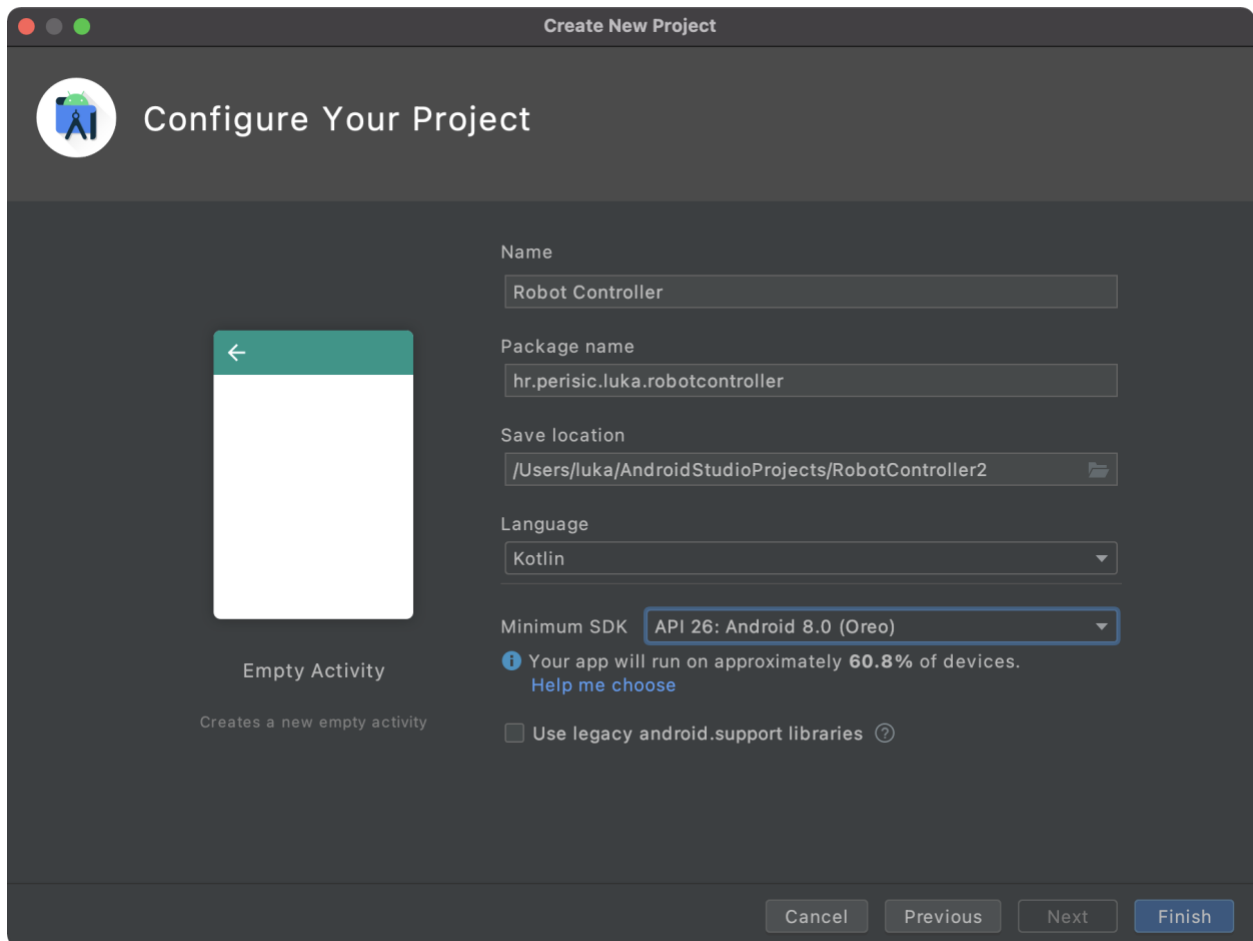 Create New Project
Configure Your Project
Name
Robot Controller
Package name
hr.perisic.luka.robotcontroller
Save location
/Users/luka/AndroidStudioProjects/RobotController2
Language
Kotlin
Minimum SDK API 26: Android 8.0 (Oreo)
Your app will run on approximately 60.8% of devices.
Help me choose
Use legacy android.support libraries ?
Empty Activity
Creates a new empty activity
Cancel Previous Next Finish